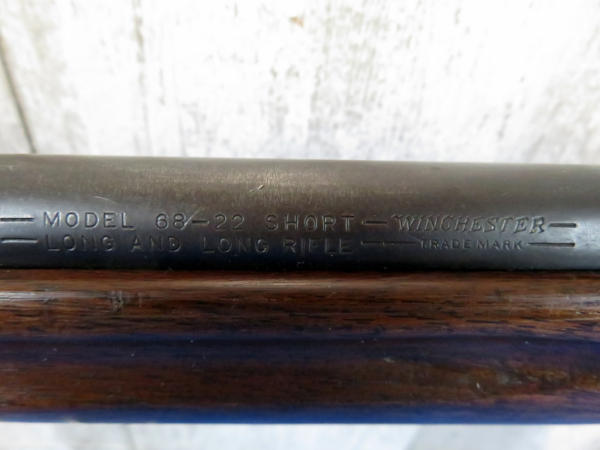 MODEL 68-22 SHORT — WINCHESTER —
LONG AND LONG RIFLE — TRADE MARK —